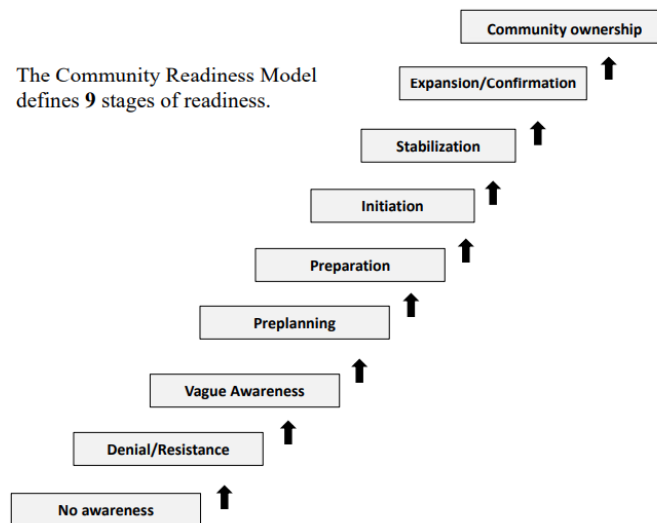 Community ownership
The Community Readiness Model
defines 9 stages of readiness.
Expansion/Confirmation
Stabilization
Initiation
Preparation
Preplanning
Vague Awareness
Denial/Resistance
No awareness